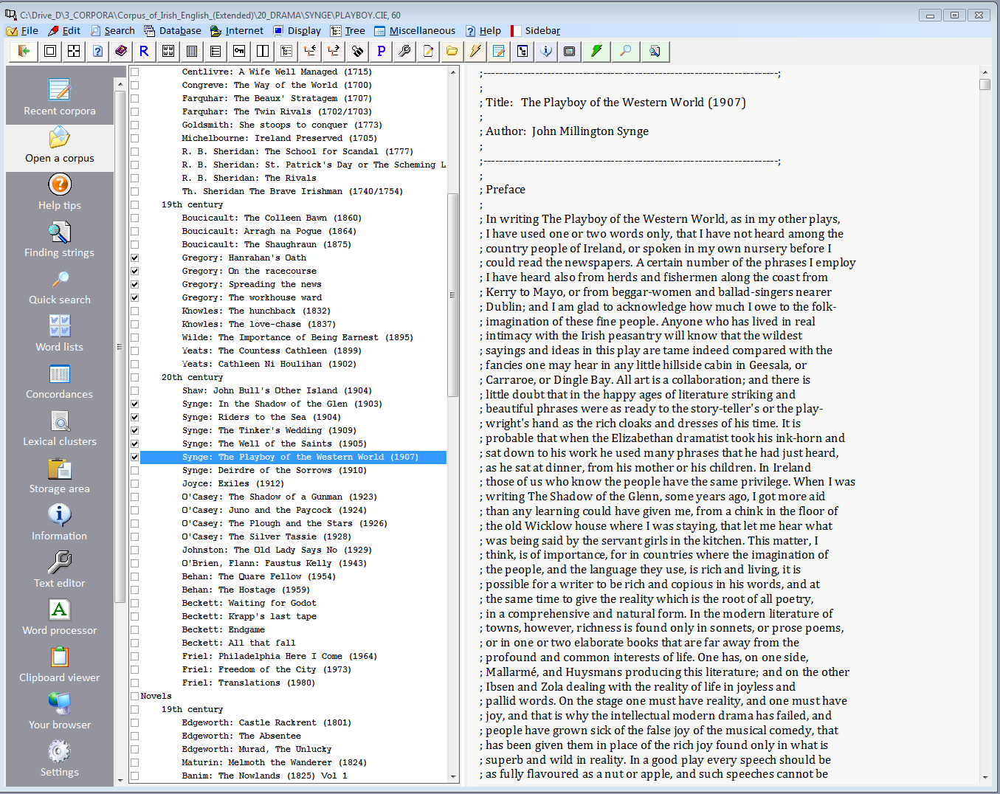 C:\Drive_D\3_CORPORA\Corpus_of_Irish_English_(Extended)\20_DRAMA\SYNGE\PLAYBOY.CIE, 60
File Edit Search Database Internet Display Tree Miscellaneous Help Sidebar
R P
Recent corpora
Open a corpus
Help tips
Finding strings
Quick search
Word lists
Concordances
Lexical clusters
Storage area
Information
Text editor
Word processor
Clipboard viewer
Your browser
Settings
Centlivre: A Wife Well Managed (1715)
Congreve: The Way of the World (1700)
Farquhar: The Beaux' Stratagem (1707)
Farquhar: The Twin Rivals (1702/1703)
Goldsmith: She stoops to conquer (1773)
Michelbourne: Ireland Preserved (1705)
R. B. Sheridan: The School for Scandal (1777)
R. B. Sheridan: St. Patrick's Day or The Scheming L
R. B. Sheridan: The Rivals
Th. Sheridan The Brave Irishman (1740/1754)
19th century
Boucicault: The Colleen Bawn (1860)
Boucicault: Arragh na Pogue (1864)
Boucicault: The Shaughraun (1875)
Gregory: Hanrahan's Oath
Gregory: On the racecourse
Gregory: Spreading the news
Gregory: The workhouse ward
Knowles: The hunchback (1832)
Knowles: The love-chase (1837)
Wilde: The Importance of Being Earnest (1895)
Yeats: The Countess Cathleen (1899)
Yeats: Cathleen Ni Houlihan (1902)
20th century
Shaw: John Bull's Other Island (1904)
Synge: In the Shadow of the Glen (1903)
Synge: Riders to the Sea (1904)
Synge: The Tinker's Wedding (1909)
Synge: The Well of the Saints (1905)
Synge: The Playboy of the Western World (1907)
Synge: Deirdre of the Sorrows (1910)
Joyce: Exiles (1912)
O'Casey: The Shadow of a Gunman (1923)
O'Casey: Juno and the Paycock (1924)
O'Casey: The Plough and the Stars (1926)
O'Casey: The Silver Tassie (1928)
Johnston: The Old Lady Says No (1929)
O'Brien, Flann: Faustus Kelly (1943)
Behan: The Quare Fellow (1954)
Behan: The Hostage (1959)
Beckett: Waiting for Godot
Beckett: Krapp's last tape
Beckett: Endgame
Beckett: All that fall
Friel: Philadelphia Here I Come (1964)
Friel: Freedom of the City (1973)
Friel: Translations (1980)
Novels
19th century
Edgeworth: Castle Rackrent (1801)
Edgeworth: The Absentee
Edgeworth: Murad, The Unlucky
Maturin: Melmoth the Wanderer (1824)
Banim: The Nowlands (1825) Vol 1
;--------------------------------------------------------------------------;
;
; Title: The Playboy of the Western World (1907)
;
; Author: John Millington Synge
;
;--------------------------------------------------------------------------;
;
; Preface
;
; In writing The Playboy of the Western World, as in my other plays,
; I have used one or two words only, that I have not heard among the
; country people of Ireland, or spoken in my own nursery before I
; could read the newspapers. A certain number of the phrases I employ
; I have heard also from herds and fishermen along the coast from
; Kerry to Mayo, or from beggar-women and ballad-singers nearer
; Dublin; and I am glad to acknowledge how much I owe to the folk-
; imagination of these fine people. Anyone who has lived in real
; intimacy with the Irish peasantry will know that the wildest
; sayings and ideas in this play are tame indeed compared with the
; fancies one may hear in any little hillside cabin in Geesala, or
; Carraroe, or Dingle Bay. All art is a collaboration; and there is
; little doubt that in the happy ages of literature striking and
; beautiful phrases were as ready to the story-teller's or the play-
; wright's hand as the rich cloaks and dresses of his time. It is
; probable that when the Elizabethan dramatist took his ink-horn and
; sat down to his work he used many phrases that he had just heard,
; as he sat at dinner, from his mother or his children. In Ireland
; those of us who know the people have the same privilege. When I was
; writing The Shadow of the Glenn, some years ago, I got more aid
; than any learning could have given me, from a chink in the floor of
; the old Wicklow house where I was staying, that let me hear what
; was being said by the servant girls in the kitchen. This matter, I
; think, is of importance, for in countries where the imagination of
; the people, and the language they use, is rich and living, it is
; possible for a writer to be rich and copious in his words, and at
; the same time to give the reality which is the root of all poetry,
; in a comprehensive and natural form. In the modern literature of
; towns, however, richness is found only in sonnets, or prose poems,
; or in one or two elaborate books that are far away from the
; profound and common interests of life. One has, on one side,
; Mallarmé, and Huysmans producing this literature; and on the other
; Ibsen and Zola dealing with the reality of life in joyless and
; pallid words. On the stage one must have reality, and one must have
; joy, and that is why the intellectual modern drama has failed, and
; people have grown sick of the false joy of the musical comedy, that
; has been given them in place of the rich joy found only in what is
; superb and wild in reality. In a good play every speech should be
; as fully flavoured as a nut or apple, and such speeches cannot be